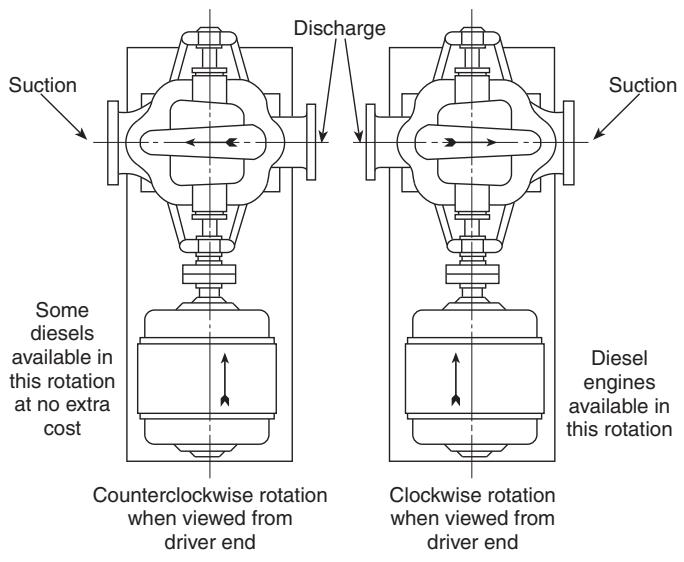 Discharge
Suction
Suction
Some
diesels
available in
this rotation
at no extra
cost
Diesel
engines
available in
this rotation
Counterclockwise rotation
when viewed from
driver end
Clockwise rotation
when viewed from
driver end